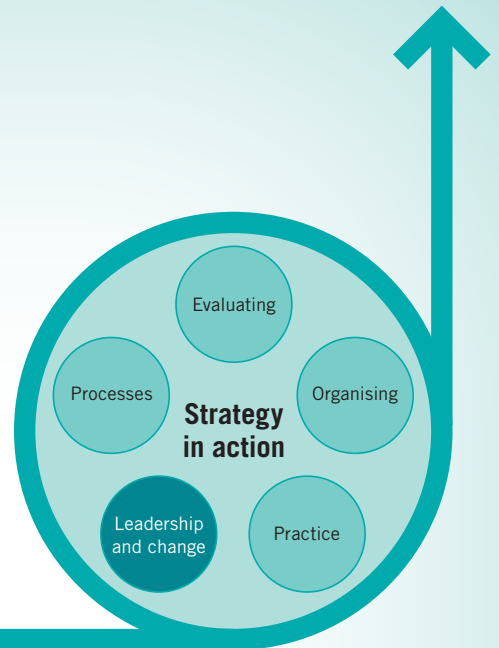 Evaluating
Processes
Organising
Strategy
in action
Leadership
and change
Practice